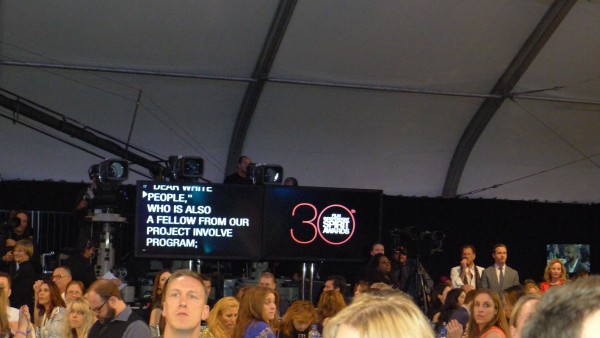 "DEAR WHITE
PEOPLE,"
WHO IS ALSO
A FELLOW FROM OUR
PROJECT INVOLVE
PROGRAM;
30
FILM
INDEPENDENT
SPIRIT
AWARDS